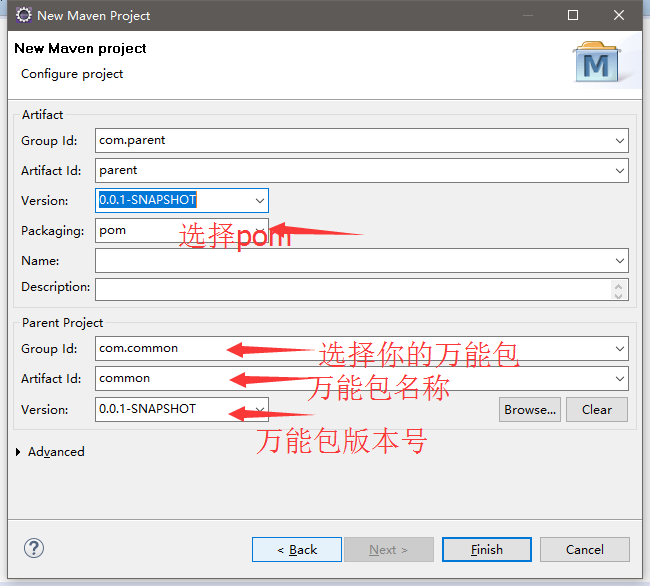 New Maven Project
New Maven project
Configure project
M
Artifact
Group Id: com.parent
Artifact Id: parent
Version: 0.0.1-SNAPSHOT
Packaging: pom 选择pom
Name:
Description:
Parent Project
Group Id: com.common 选择你的万能包
Artifact Id: common 万能包名称
Version: 0.0.1-SNAPSHOT Browse... Clear
万能包版本号
Advanced
? < Back Next > Finish Cancel